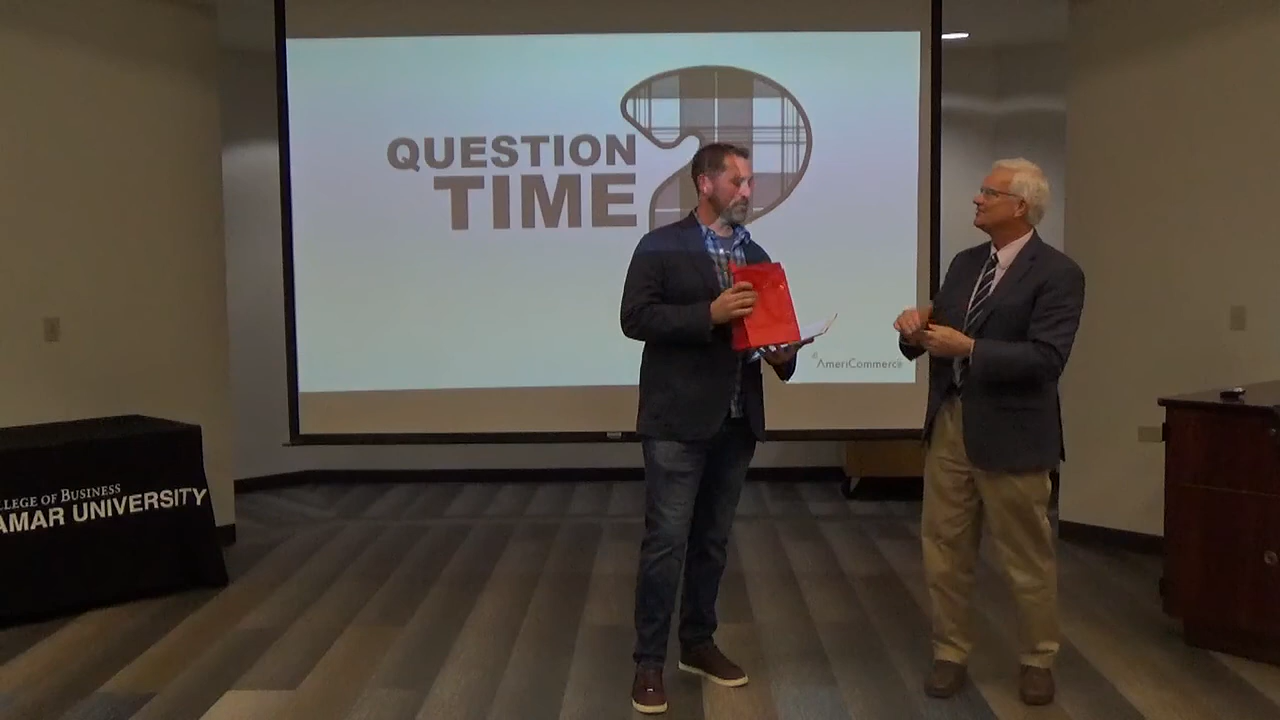 QUESTION
TIME
AmeriCommerce
LLEGE OF BUSINESS
AMAR UNIVERSITY